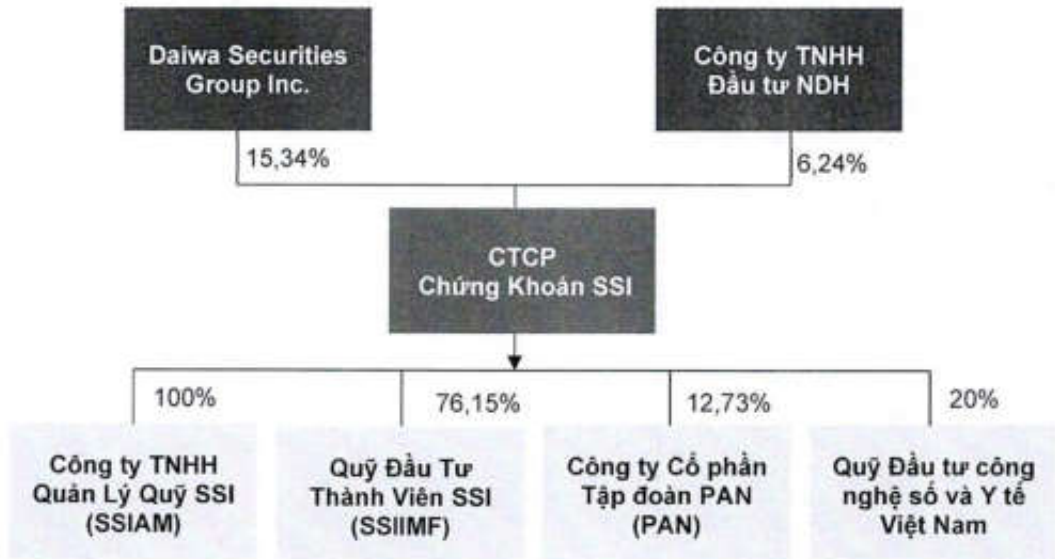 Daiwa Securities
Group Inc.
Công ty TNHH
Đầu tư NDH
15,34%
6,24%
CTCP
Chứng Khoán SSI
100%
76,15%
12,73%
20%
Công ty TNHH
Quản Lý Quỹ SSI
(SSIAM)
Quỹ Đầu Tư
Thành Viên SSI
(SSIIMF)
Công ty Cổ phần
Tập đoàn PAN
(PAN)
Quỹ Đầu tư công
nghệ số và Y tế
Việt Nam